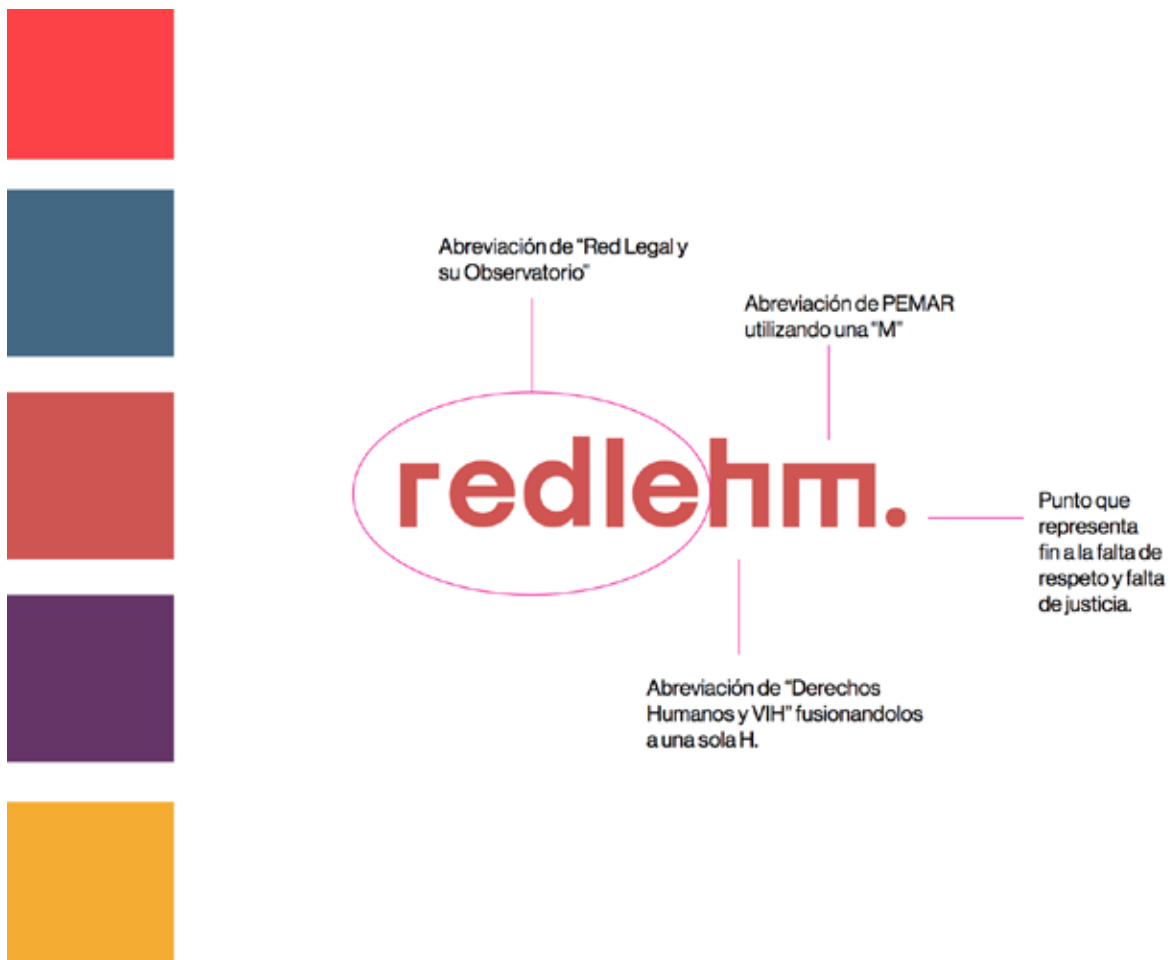 Abreviación de "Red Legal y
su Observatorio"
Abreviación de PEMAR
utilizando una "M"
redlehm.
Punto que
representa
fin a la falta de
respeto y falta
de justicia.
Abreviación de "Derechos
Humanos y VIH" fusionandolos
a una sola H.